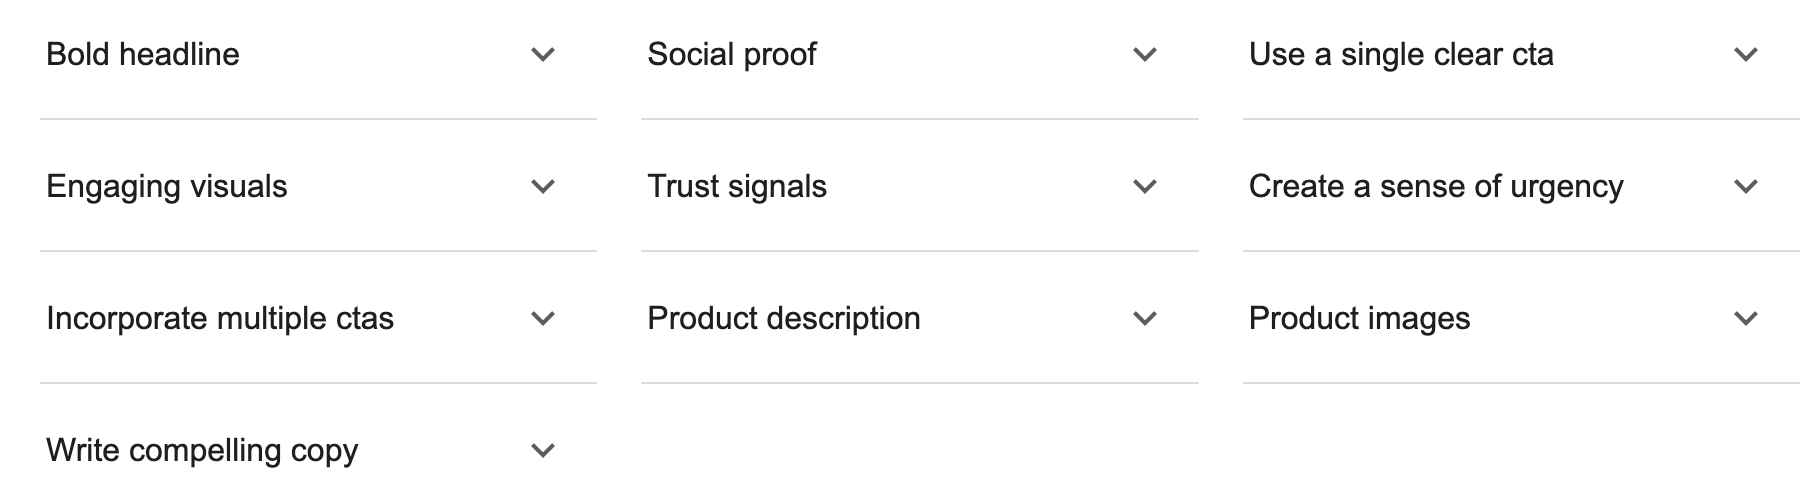 Bold headline
Social proof
Use a single clear cta
Engaging visuals
Trust signals
Create a sense of urgency
Incorporate multiple ctas
Product description
Product images
Write compelling copy